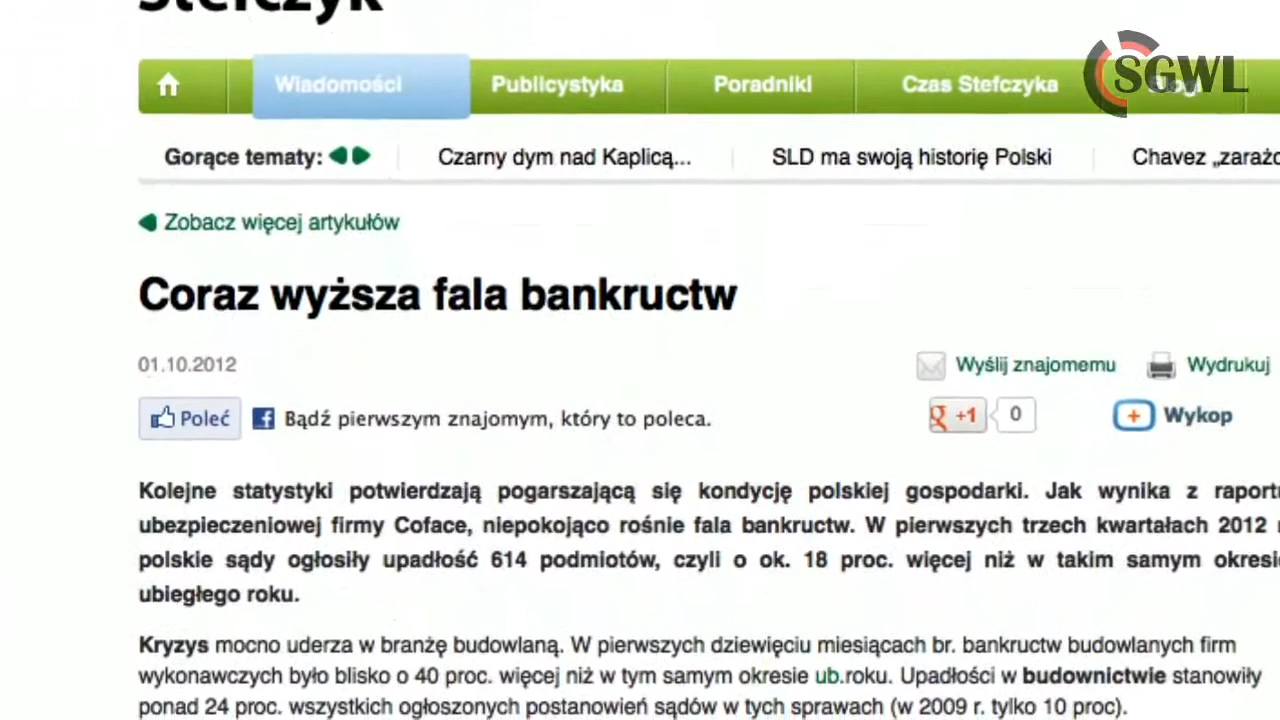 Stefczyk
Wiadomości Publicystyka Poradniki Czas Stefczyka
SGWL
Gorące tematy: Czarny dym nad Kaplicą... SLD ma swoją historię Polski Chavez
Zobacz więcej artykułów
Coraz wyższa fala bankructw
01.10.2012 Wyślij znajomemu Wydrukuj
Poleć Bądź pierwszym znajomym, który to poleca. +1 0 Wykop
Kolejne statystyki potwierdzają pogarszającą się kondycję polskiej gospodarki. Jak wynika z raportu
ubezpieczeniowej firmy Coface, niepokojąco rośnie fala bankructw. W pierwszych trzech kwartałach 2012
polskie sądy ogłosiły upadłość 614 podmiotów, czyli o ok. 18 proc. więcej niż w takim samym okresie
ubiegłego roku.
Kryzys mocno uderza w branżę budowlaną. W pierwszych dziewięciu miesiącach br. bankructw budowlanych firm
wykonawczych było blisko o 40 proc. więcej niż w tym samym okresie ub.roku. Upadłości w budownictwie stanowiły
ponad 24 proc. wszystkich ogłoszonych postanowień sądów w tych sprawach (w 2009 r. tylko 10 proc).